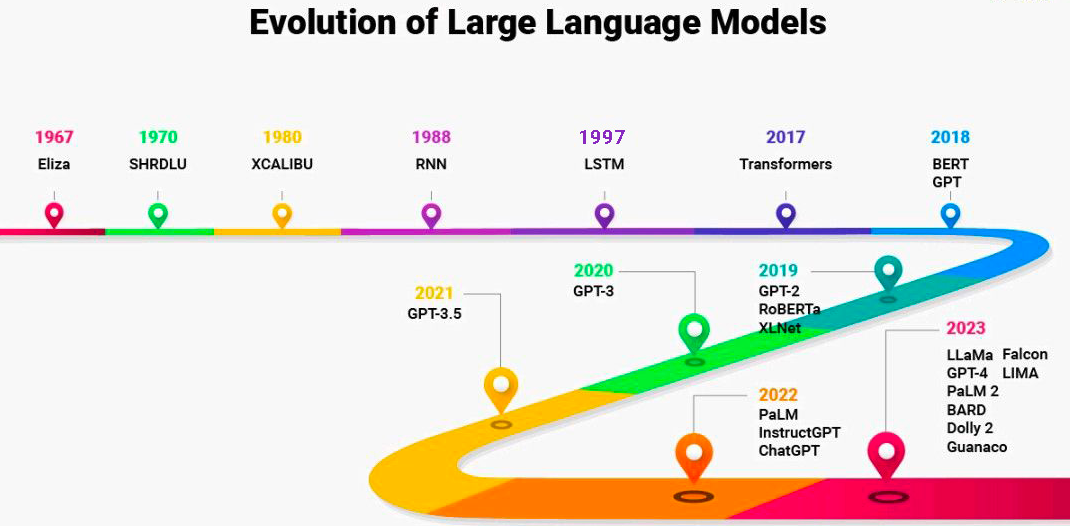 Evolution of Large Language Models
1967
Eliza
1970
SHRDLU
1980
XCALIBU
1988
RNN
1997
LSTM
2017
Transformers
2018
BERT
GPT
2019
GPT-2
RoBERTa
XLNet
2020
GPT-3
2021
GPT-3.5
2022
PaLM
InstructGPT
ChatGPT
2023
LLaMa Falcon
GPT-4 LIMA
PaLM 2
BARD
Dolly 2
Guanaco